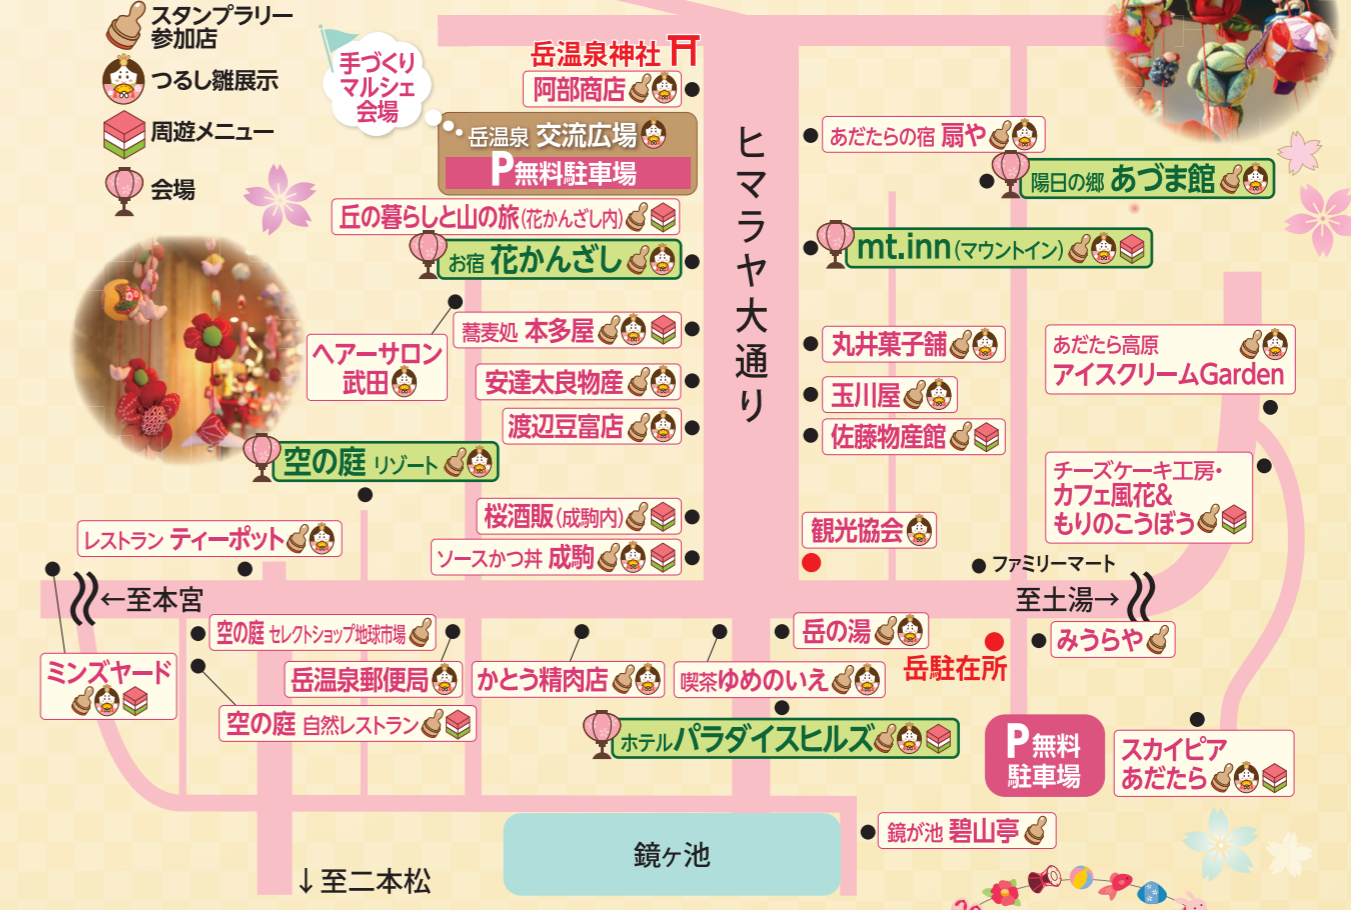 スタンプラリー
参加店
つるし雛展示
周遊メニュー
会場
手づくり
マルシェ
会場
岳温泉神社
阿部商店
岳温泉 交流広場
P無料駐車場
丘の暮らしと山の旅(花かんざし内)
お宿 花かんざし
蕎麦処 本多屋
ヘアーサロン
武田
安達太良物産
渡辺豆富店
空の庭 リゾート
桜酒販(成駒内)
ソースかつ丼 成駒
レストラン ティーポット
ヒマラヤ大通り
あだたらの宿 扇や
陽日の郷 あづま館
mt.inn(マウントイン)
丸井菓子舗
玉川屋
佐藤物産館
あだたら高原
アイスクリームGarden
チーズケーキ工房・
カフェ風花&
もりのこうぼう
観光協会
ファミリーマート
←至本宮
至土湯→
空の庭 セレクトショップ地球市場
岳の湯
みうらや
ミンズヤード
岳温泉郵便局
かとう精肉店
喫茶ゆめのいえ
岳駐在所
空の庭 自然レストラン
ホテルパラダイスヒルズ
P無料
駐車場
スカイピア
あだたら
鏡が池 碧山亭
鏡ヶ池
↓至二本松